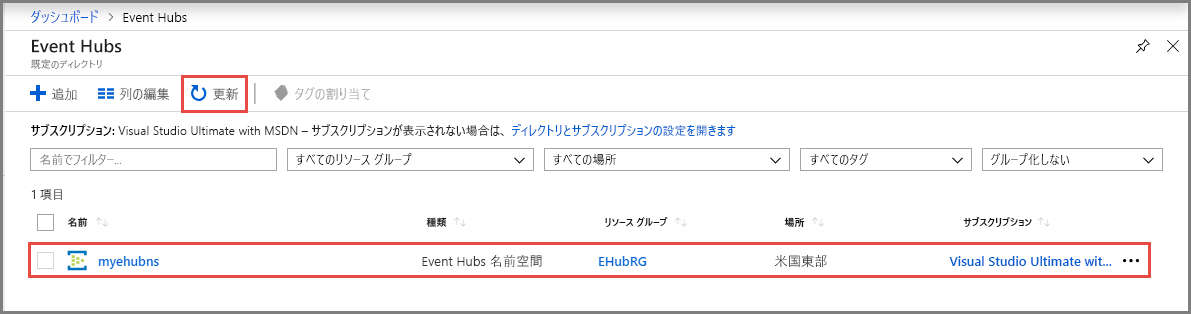 ダッシュボード > Event Hubs
Event Hubs
既定のディレクトリ
追加 列の編集 更新 タグの割り当て
サブスクリプション: Visual Studio Ultimate with MSDN – サブスクリプションが表示されない場合は、ディレクトリとサブスクリプションの設定を開きます
名前でフィルター... すべてのリソース グループ すべての場所 すべてのタグ グループ化しない
1 項目
名前 種類 リソース グループ 場所 サブスクリプション
myehubns Event Hubs 名前空間 EHubRG 米国東部 Visual Studio Ultimate wit...